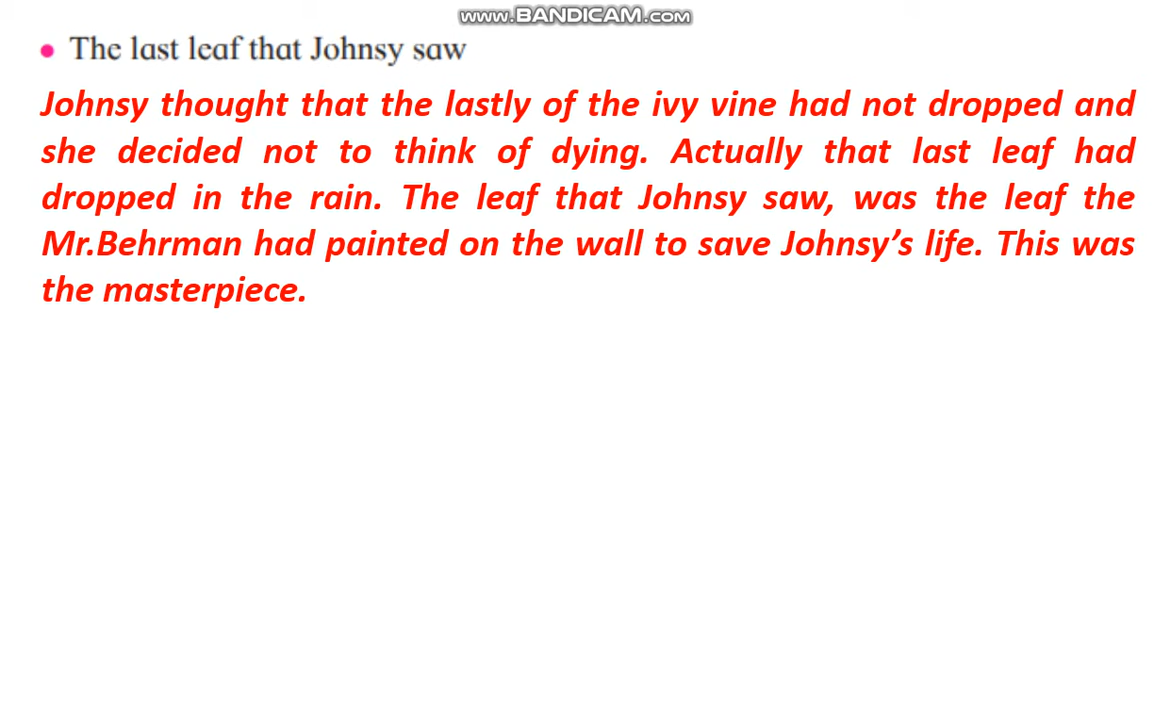 www.BANDICAM.com
• The last leaf that Johnsy saw
Johnsy thought that the lastly of the ivy vine had not dropped and
she decided not to think of dying. Actually that last leaf had
dropped in the rain. The leaf that Johnsy saw, was the leaf the
Mr.Behrman had painted on the wall to save Johnsy’s life. This was
the masterpiece.